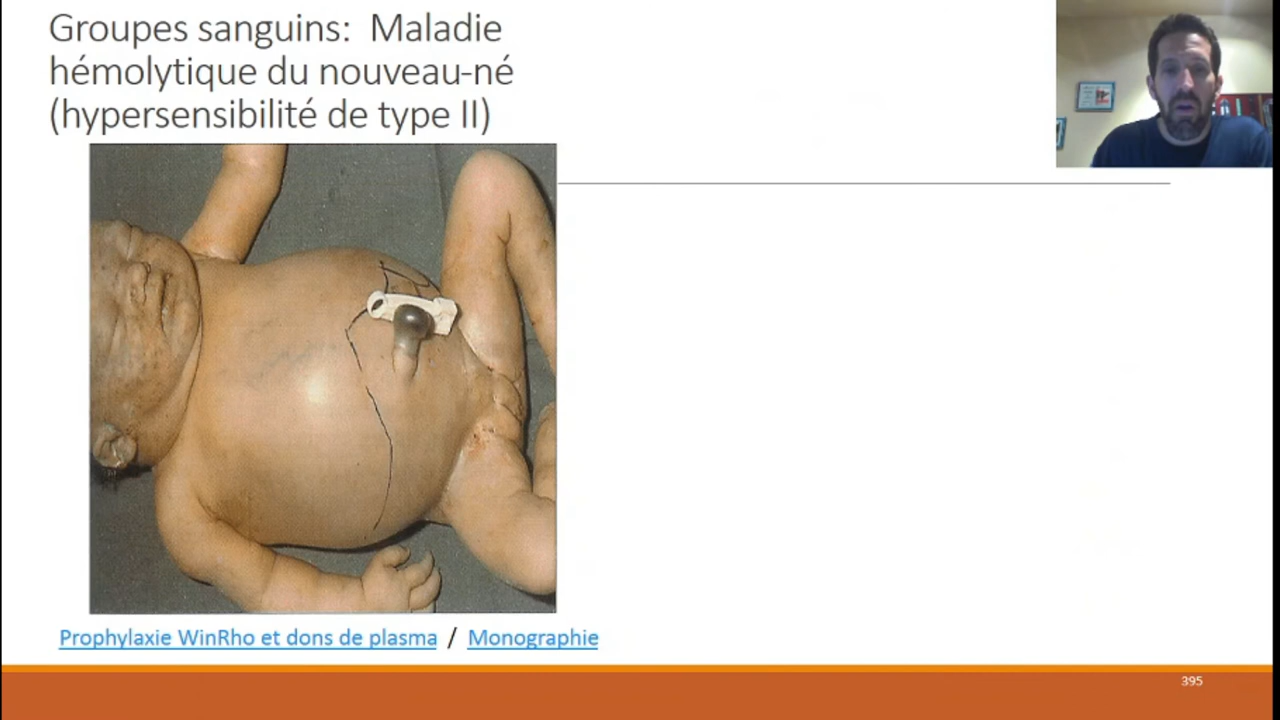 Groupes sanguins: Maladie
hémolytique du nouveau-né
(hypersensibilité de type II)
Prophylaxie WinRho et dons de plasma / Monographie
395